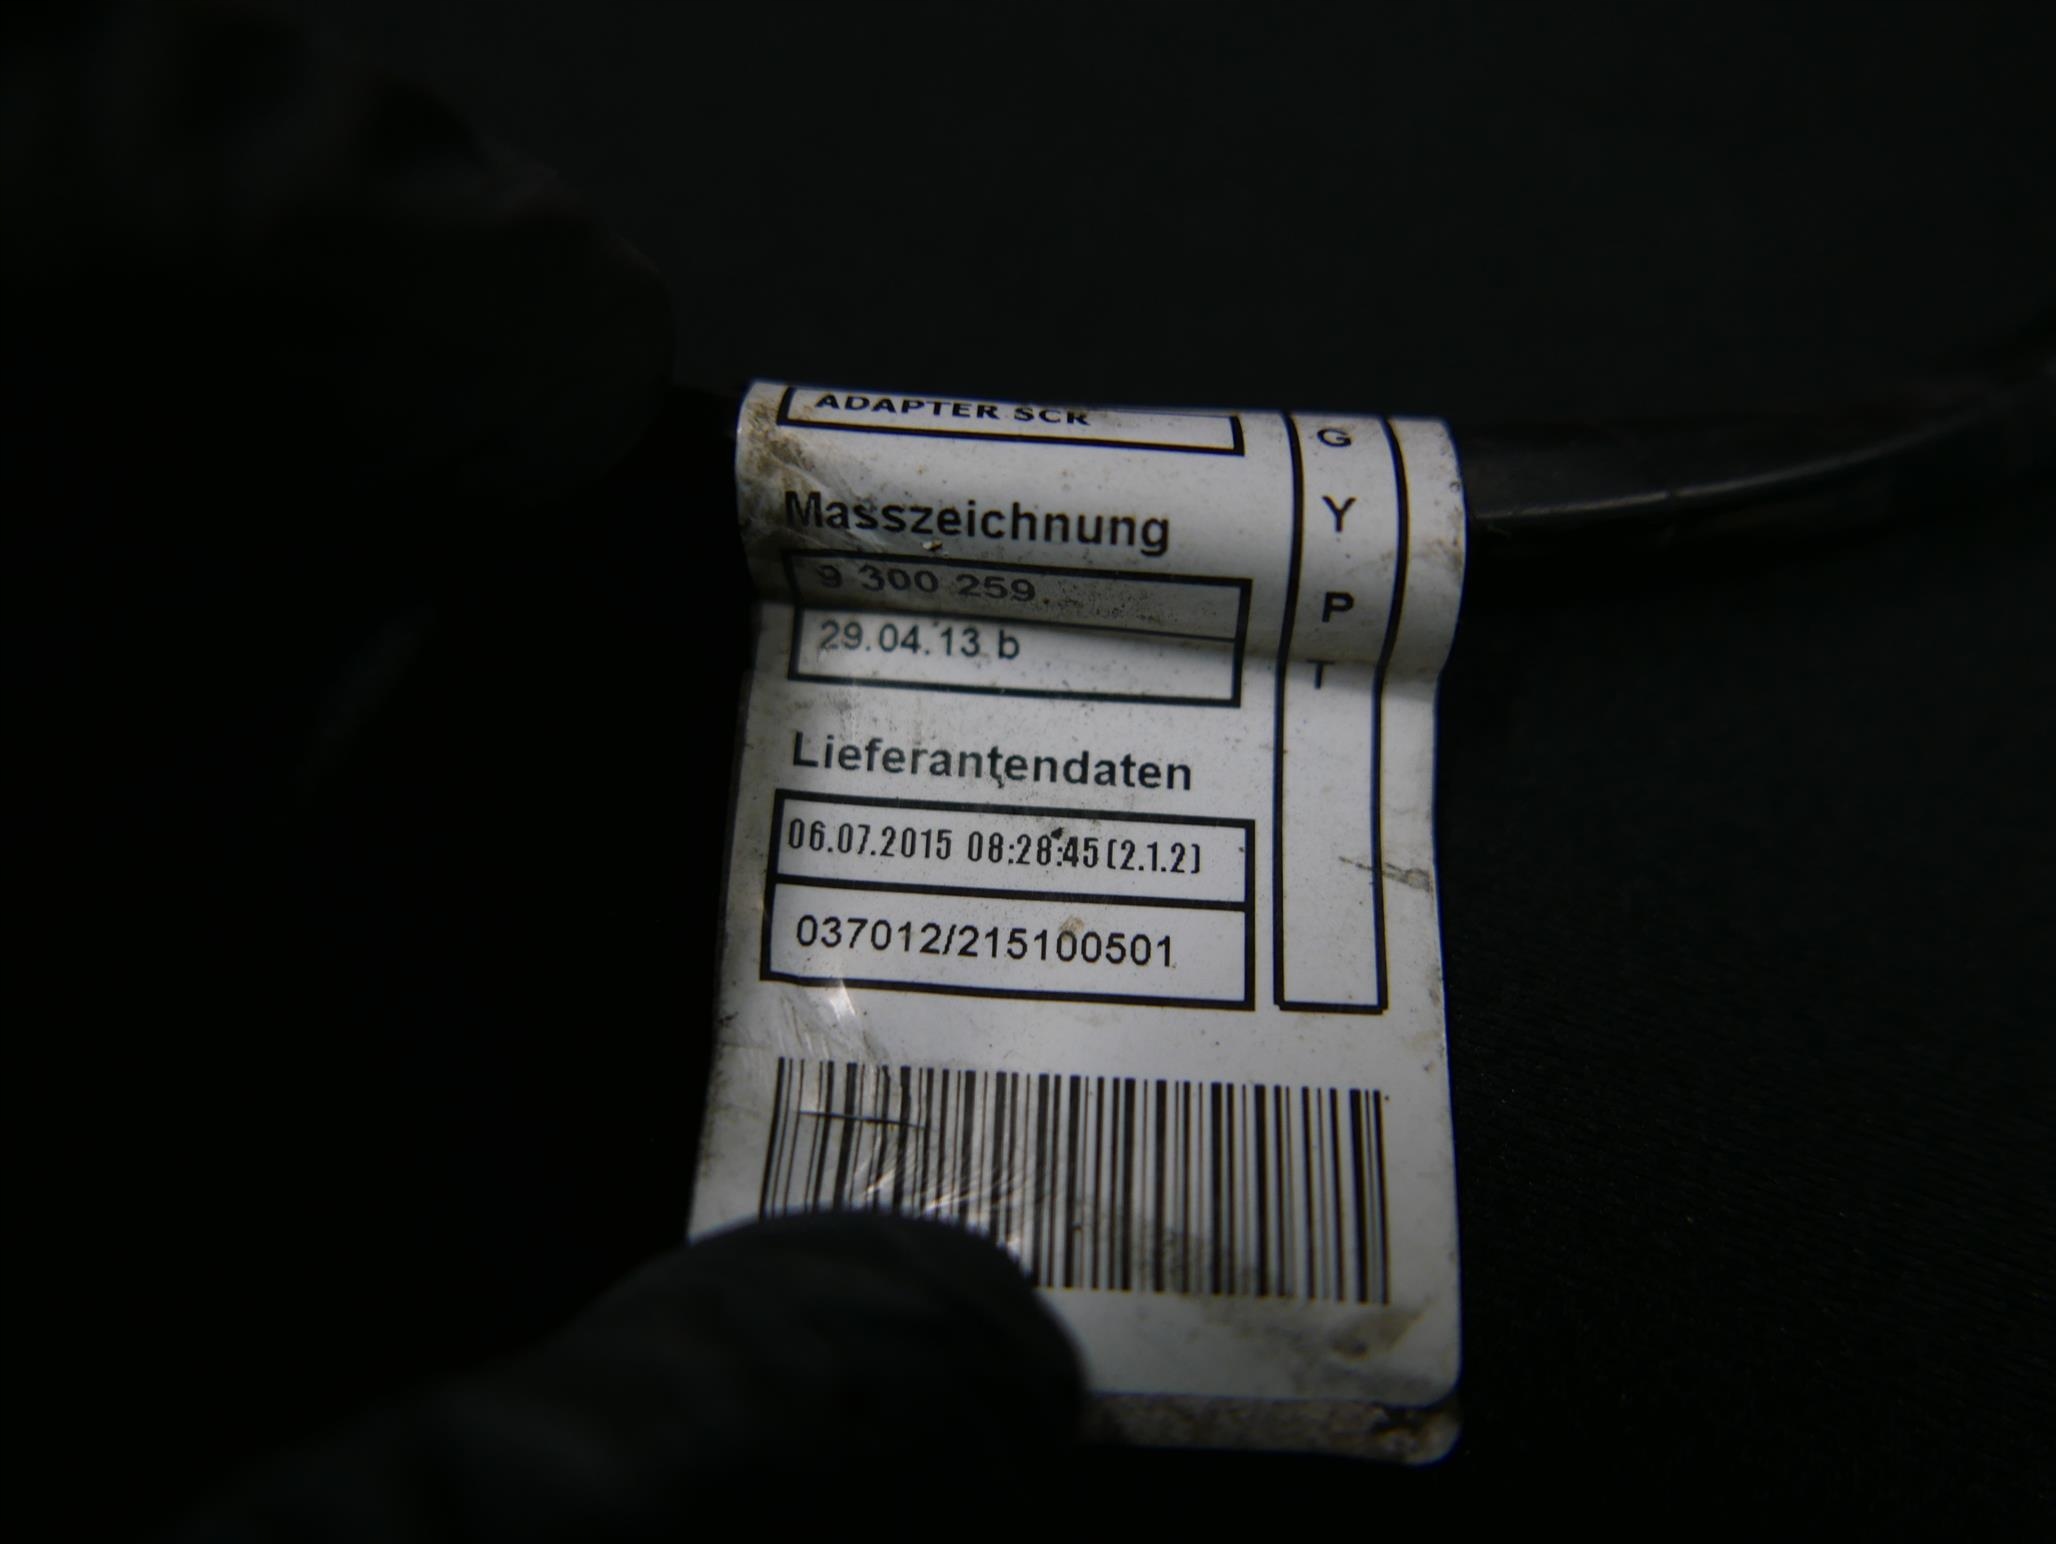 ADAPTER SCR
Masszeichnung
9 300 259
29.04.13 b
Lieferantendaten
06.07.2015 08:28:45 (2.1.2)
037012/215100501
G
Y
P
T